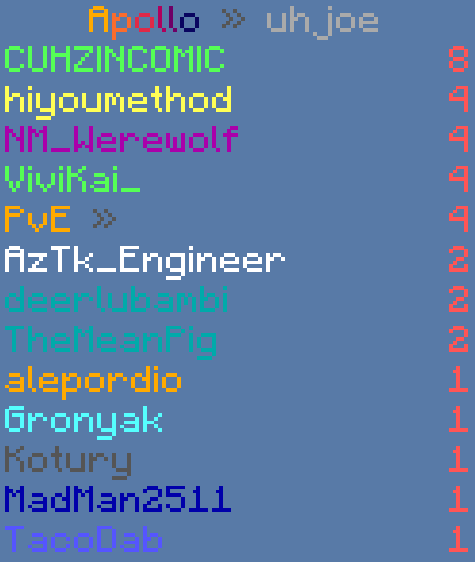 Apollo » uh_joe
CUHZINCOMIC 8
hiyoumethod 4
NM_Werewolf 4
ViviKai_ 4
PvE » 4
AzTk_Engineer 2
deerlubambi 2
TheMeanPig 2
alepordio 1
Gronyak 1
Kotury 1
MadMan2511 1
TacoDab 1